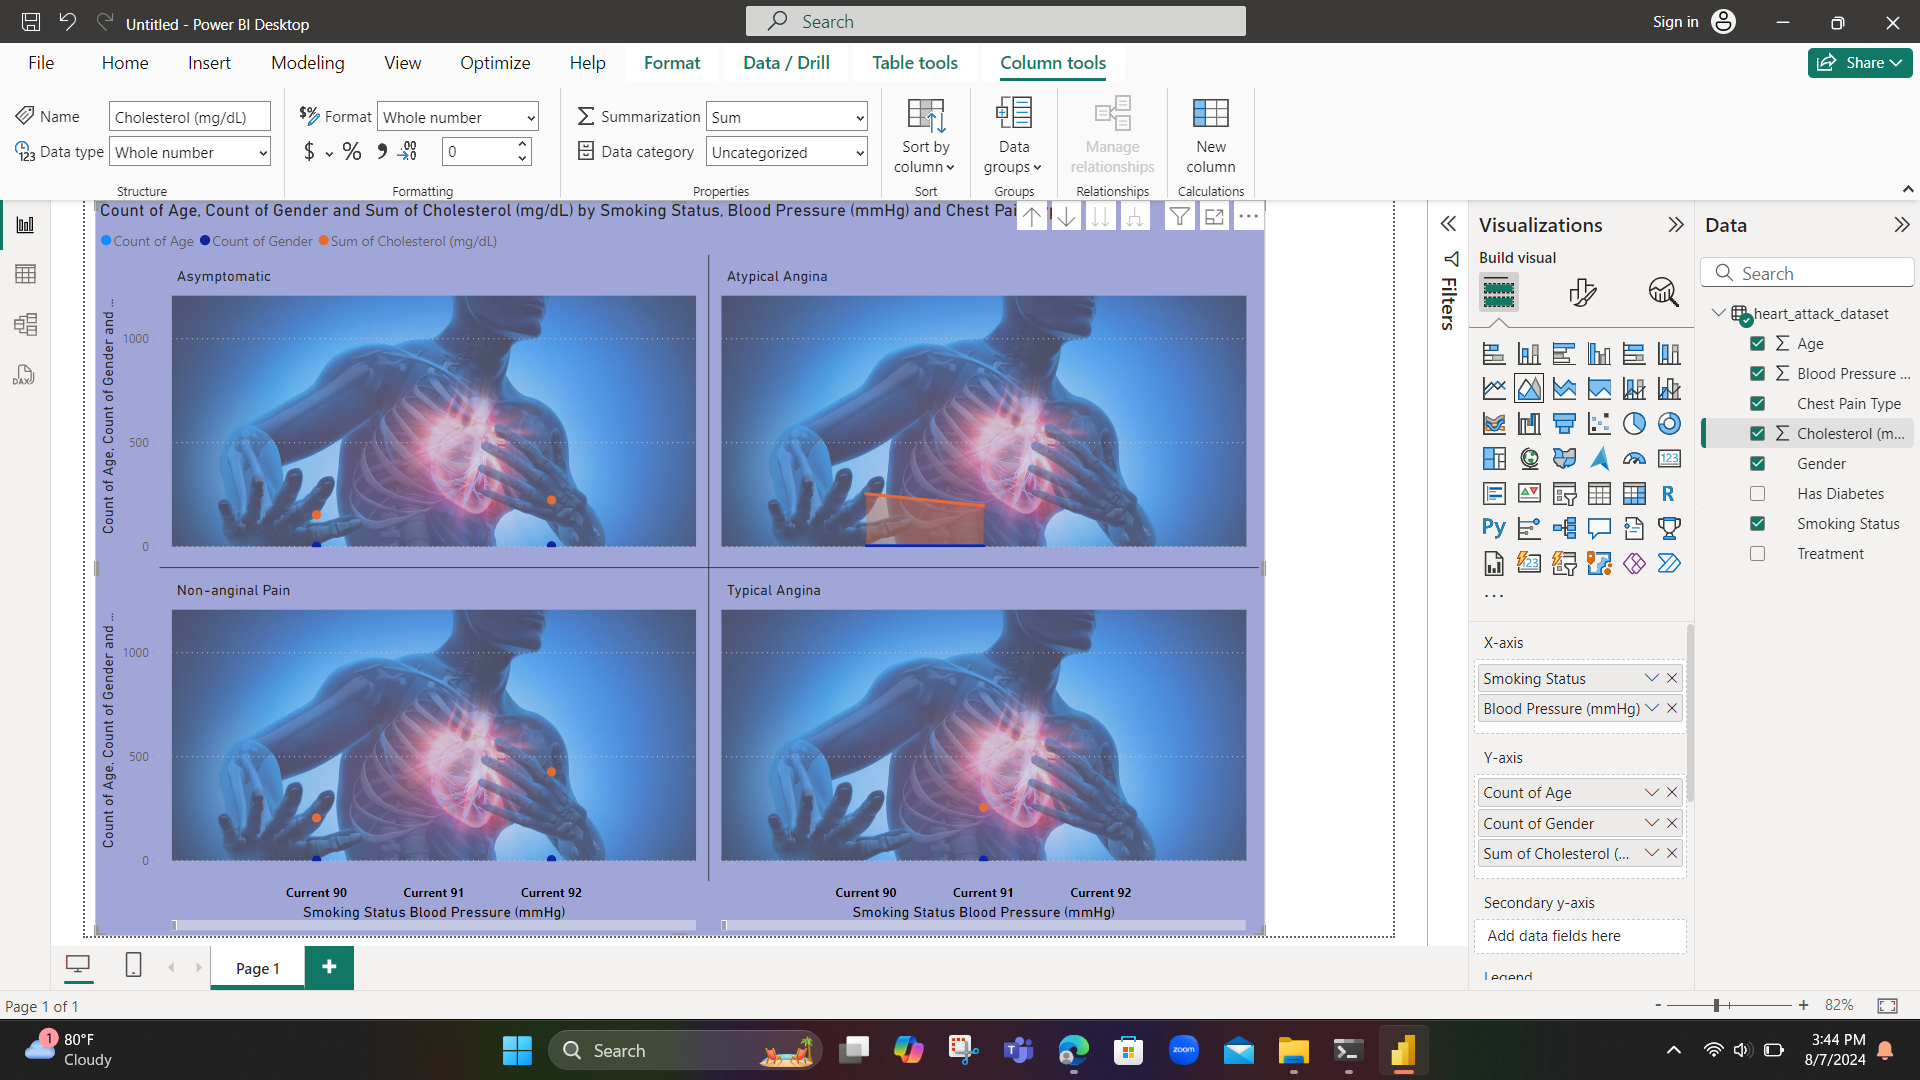 Untitled - Power BI Desktop
Search
Sign in
File Home Insert Modeling View Optimize Help Format Data / Drill Table tools Column tools
Share
Name Cholesterol (mg/dL)
Format Whole number
Summarization Sum
Data type Whole number
$ % 0
Data category Uncategorized
Sort by column
Data groups
Manage relationships
New column
Structure Formatting Properties Sort Groups Relationships Calculations
Count of Age, Count of Gender and Sum of Cholesterol (mg/dL) by Smoking Status, Blood Pressure (mmHg) and Chest Pai
Count of Age Count of Gender Sum of Cholesterol (mg/dL)
Asymptomatic
Atypical Angina
Count of Age, Count of Gender and ...
1000
500
0
Non-anginal Pain
Typical Angina
Count of Age, Count of Gender and ...
1000
500
0
Current 90 Current 91 Current 92
Smoking Status Blood Pressure (mmHg)
Current 90 Current 91 Current 92
Smoking Status Blood Pressure (mmHg)
Filters
Visualizations
Build visual
123
R
Py
X-axis
Smoking Status
Blood Pressure (mmHg)
Y-axis
Count of Age
Count of Gender
Sum of Cholesterol (...
Secondary y-axis
Add data fields here
Legend
Data
Search
heart_attack_dataset
Age
Blood Pressure ...
Chest Pain Type
Cholesterol (m...
Gender
Has Diabetes
Smoking Status
Treatment
DAX
Page 1
Page 1 of 1
- + 82%
1
80°F
Cloudy
Search
zoom
3:44 PM
8/7/2024